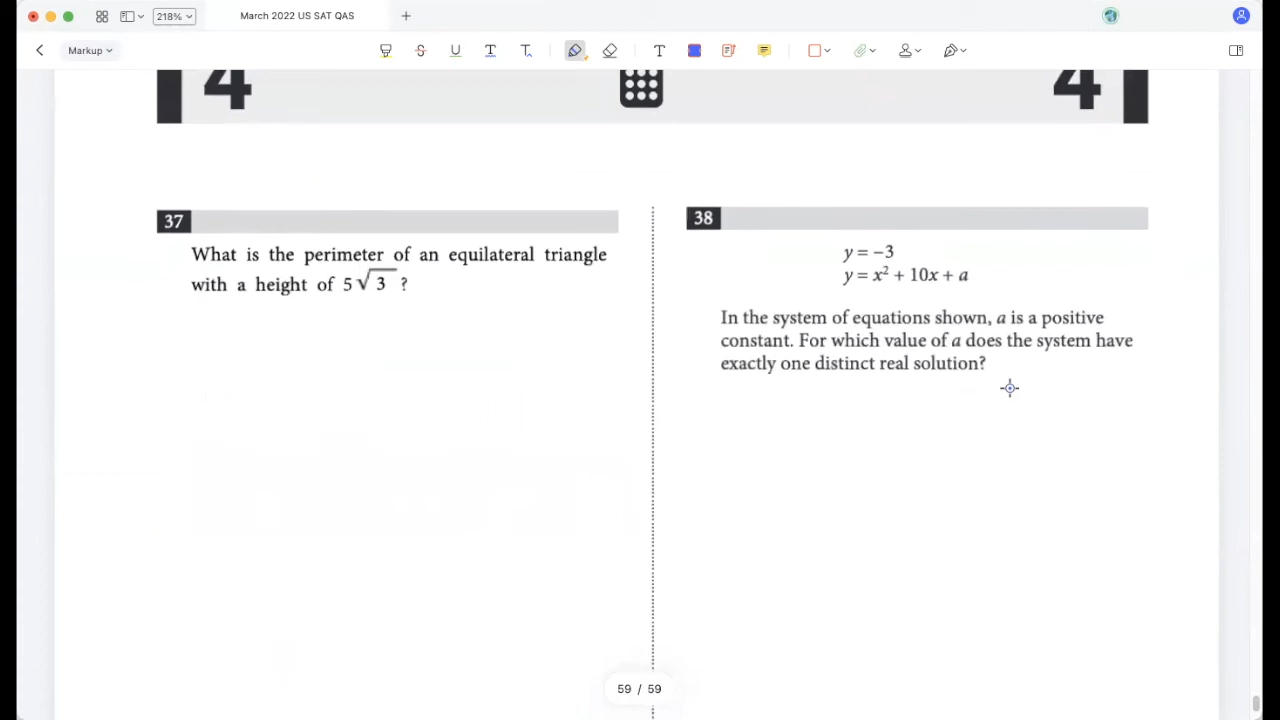 218%
March 2022 US SAT QAS
Markup
4
4
37
What is the perimeter of an equilateral triangle
with a height of 5√3 ?
38
y = −3
y = x² + 10x + a
In the system of equations shown, a is a positive
constant. For which value of a does the system have
exactly one distinct real solution?
59 / 59